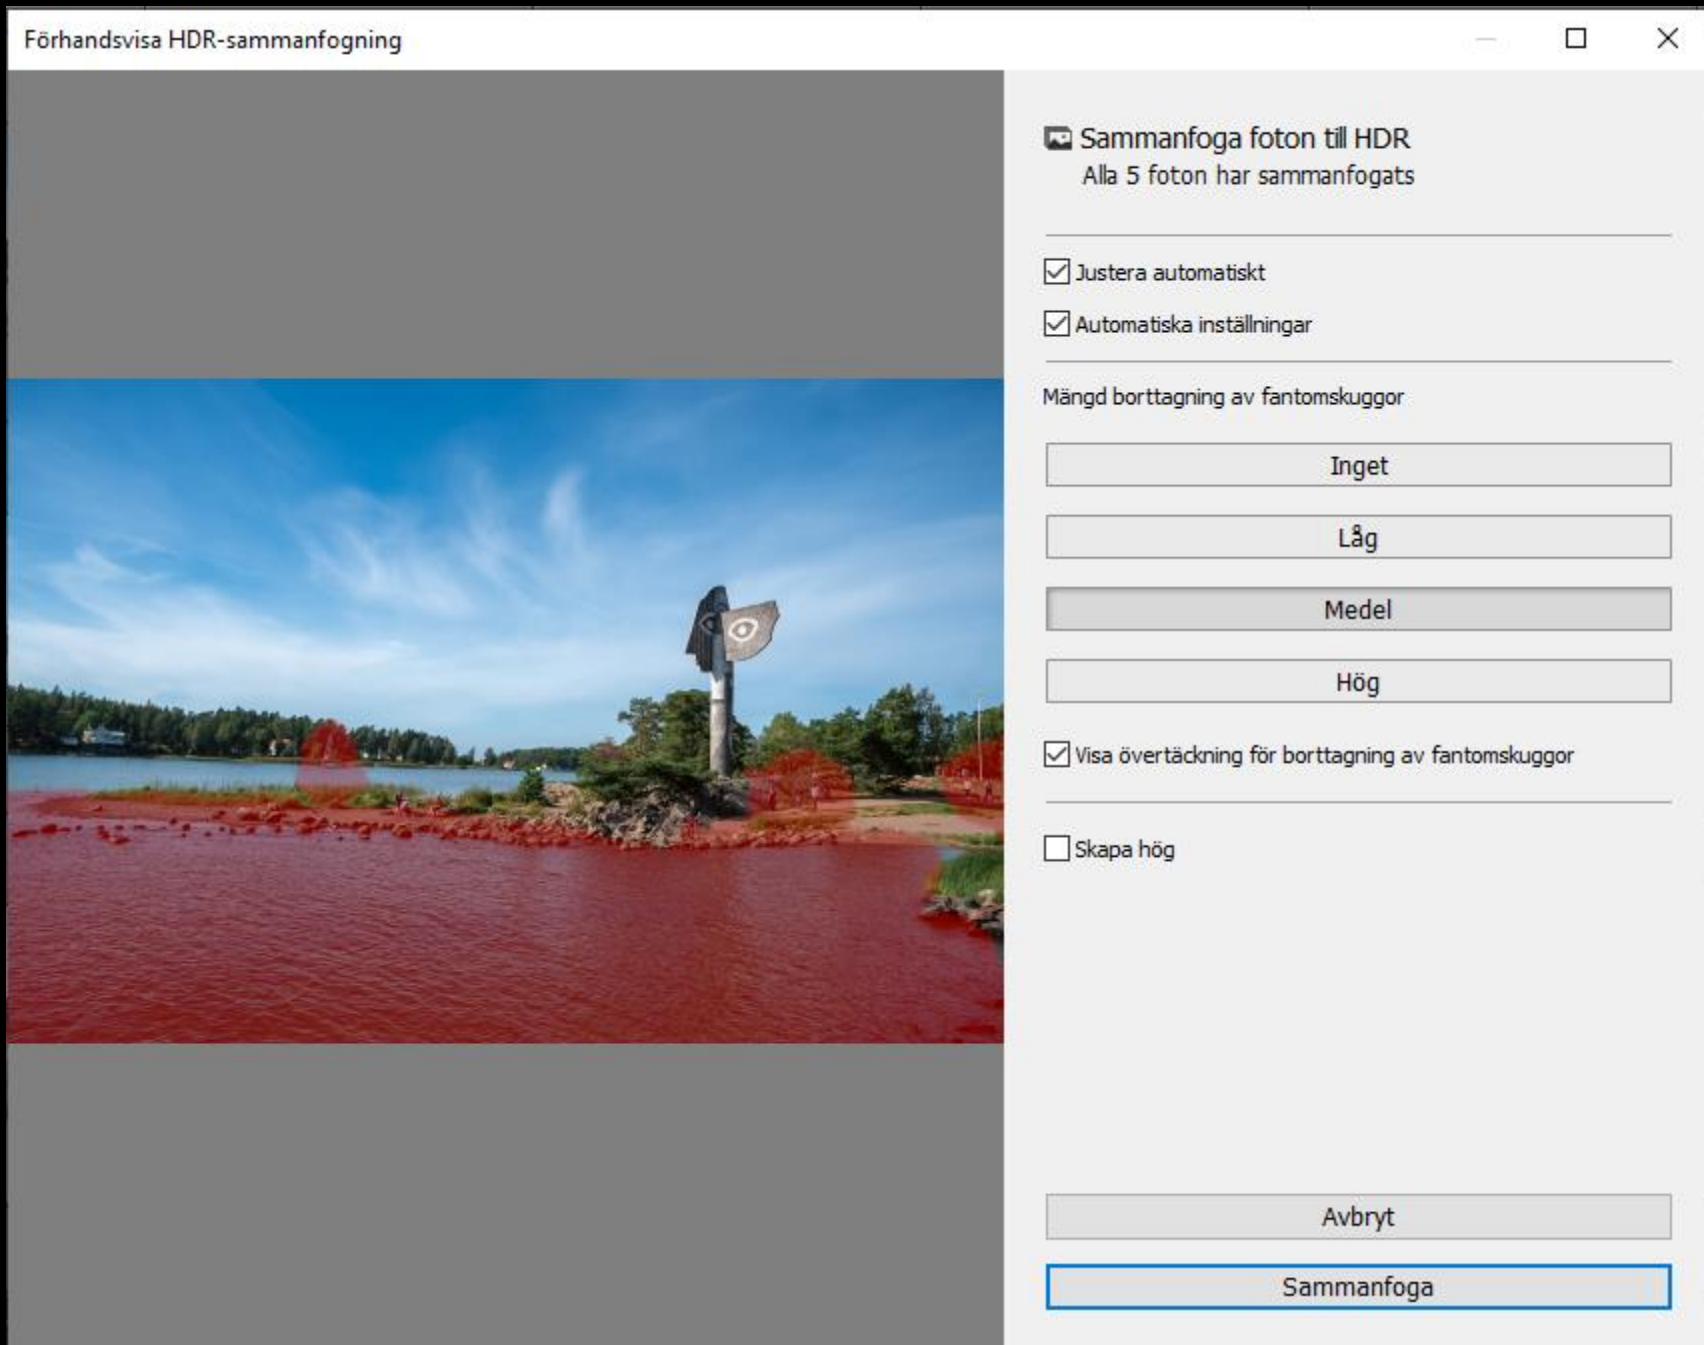 Förhandsvisa HDR-sammanfogning
Sammanfoga foton till HDR
Alla 5 foton har sammanfogats
Justera automatiskt
Automatiska inställningar
Mängd borttagning av fantomskuggor
Inget
Låg
Medel
Hög
Visa övertäckning för borttagning av fantomskuggor
Skapa hög
Avbryt
Sammanfoga